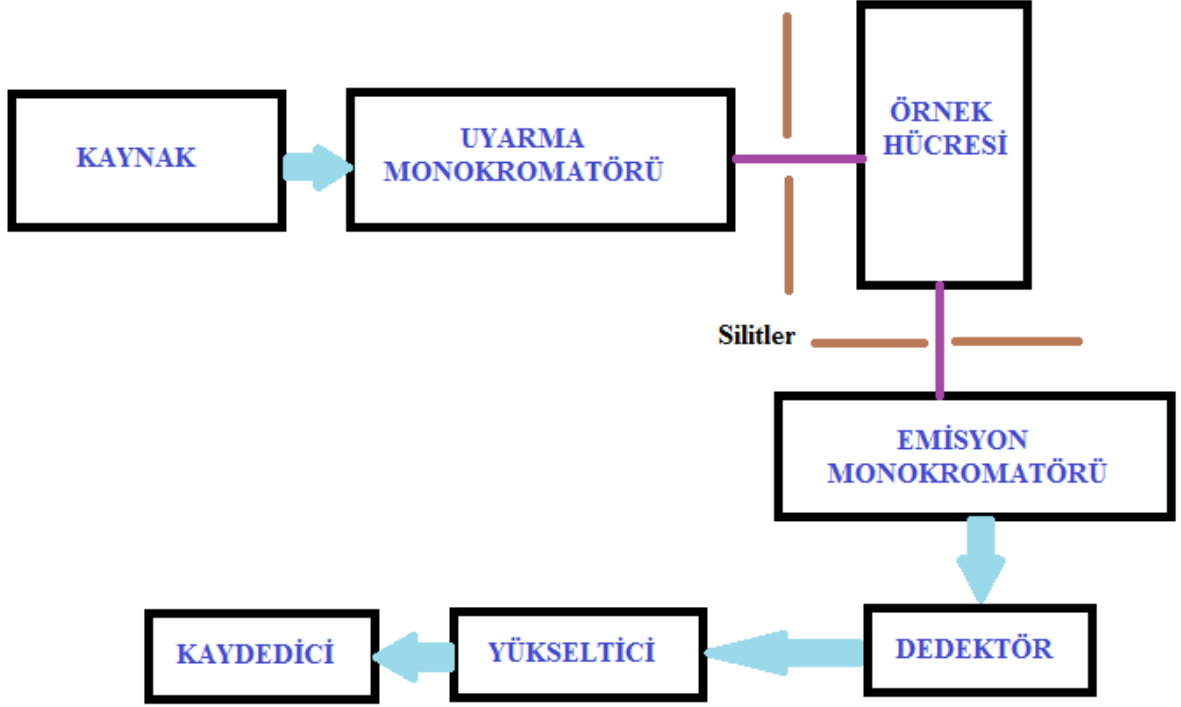 KAYNAK
UYARMA
MONOKROMATÖRÜ
ÖRNEK
HÜCRESİ
Silitler
EMİSYON
MONOKROMATÖRÜ
DEDEKTÖR
YÜKSELTİCİ
KAYDEDİCİ